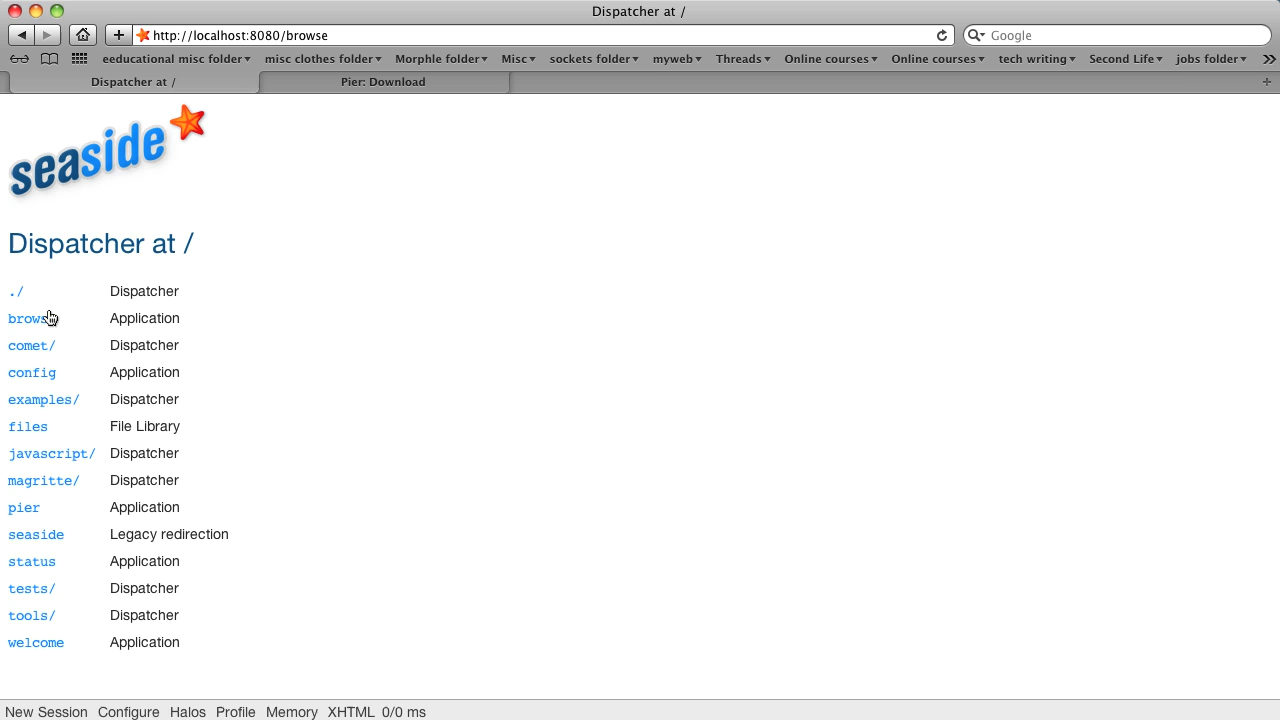 Dispatcher at /
http://localhost:8080/browse
Google
eeducational misc folder misc clothes folder Morphle folder Misc sockets folder myweb Threads Online courses Online courses tech writing Second Life jobs folder
Dispatcher at / Pier: Download
seaside
Dispatcher at /
./ Dispatcher
browse Application
comet/ Dispatcher
config Application
examples/ Dispatcher
files File Library
javascript/ Dispatcher
magritte/ Dispatcher
pier Application
seaside Legacy redirection
status Application
tests/ Dispatcher
tools/ Dispatcher
welcome Application
New Session Configure Halos Profile Memory XHTML 0/0 ms